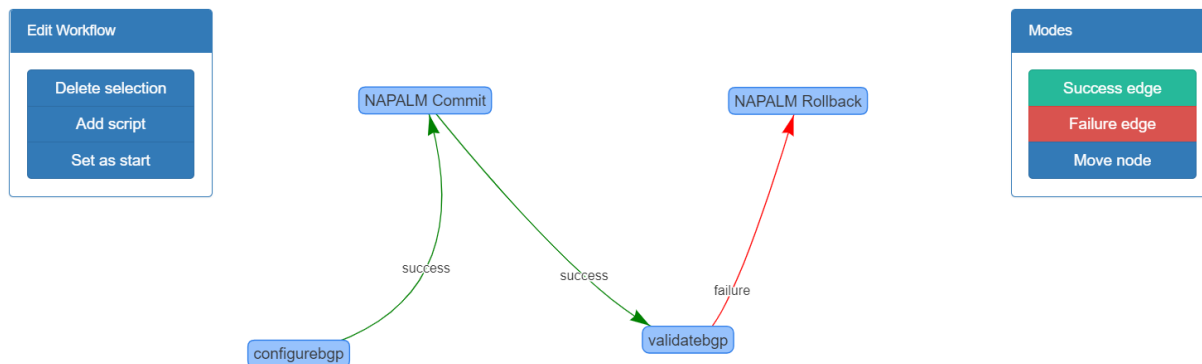 Edit Workflow
Delete selection
Add script
Set as start
NAPALM Commit
NAPALM Rollback
success
success
failure
configurebgp
validatebgp
Modes
Success edge
Failure edge
Move node